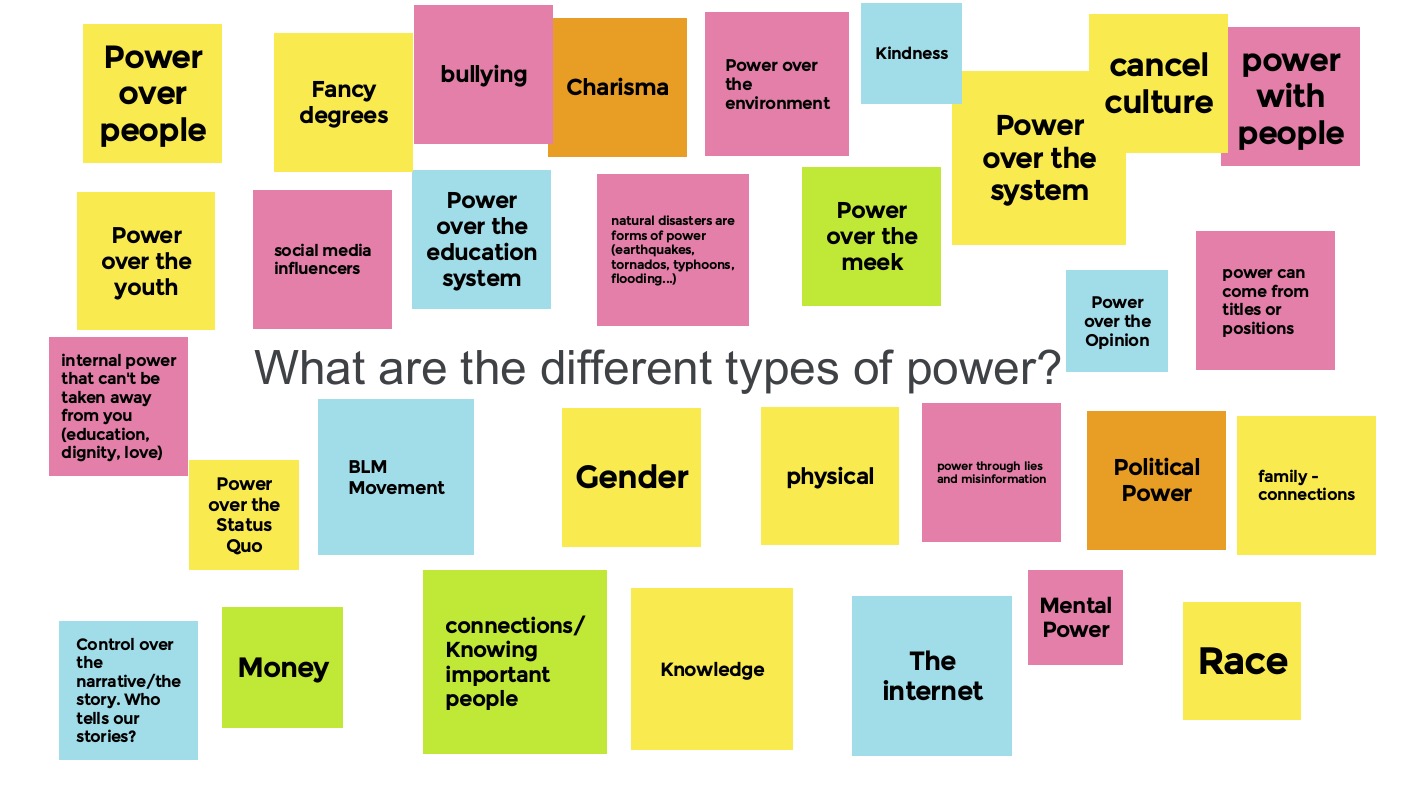 Power
over
people
Fancy
degrees
bullying
Charisma
Power over
the
environment
Kindness
Power
over the
system
cancel
culture
power
with
people
Power
over the
youth
social media
influencers
Power
over the
education
system
natural disasters are
forms of power
(earthquakes,
tornados, typhoons,
flooding...)
Power
over the
meek
Power
over the
Opinion
power can
come from
titles or
positions
What are the different types of power?
internal power
that can't be
taken away
from you
(education,
dignity, love)
Power
over the
Status
Quo
BLM
Movement
Gender
physical
power through lies
and misinformation
Political
Power
family -
connections
Control over
the
narrative/the
story. Who
tells our
stories?
Money
connections/
Knowing
important
people
Knowledge
The
internet
Mental
Power
Race